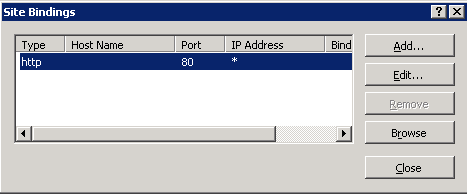 Site Bindings
Type Host Name Port IP Address Bind
http 80 *
Add...
Edit...
Remove
Browse
Close